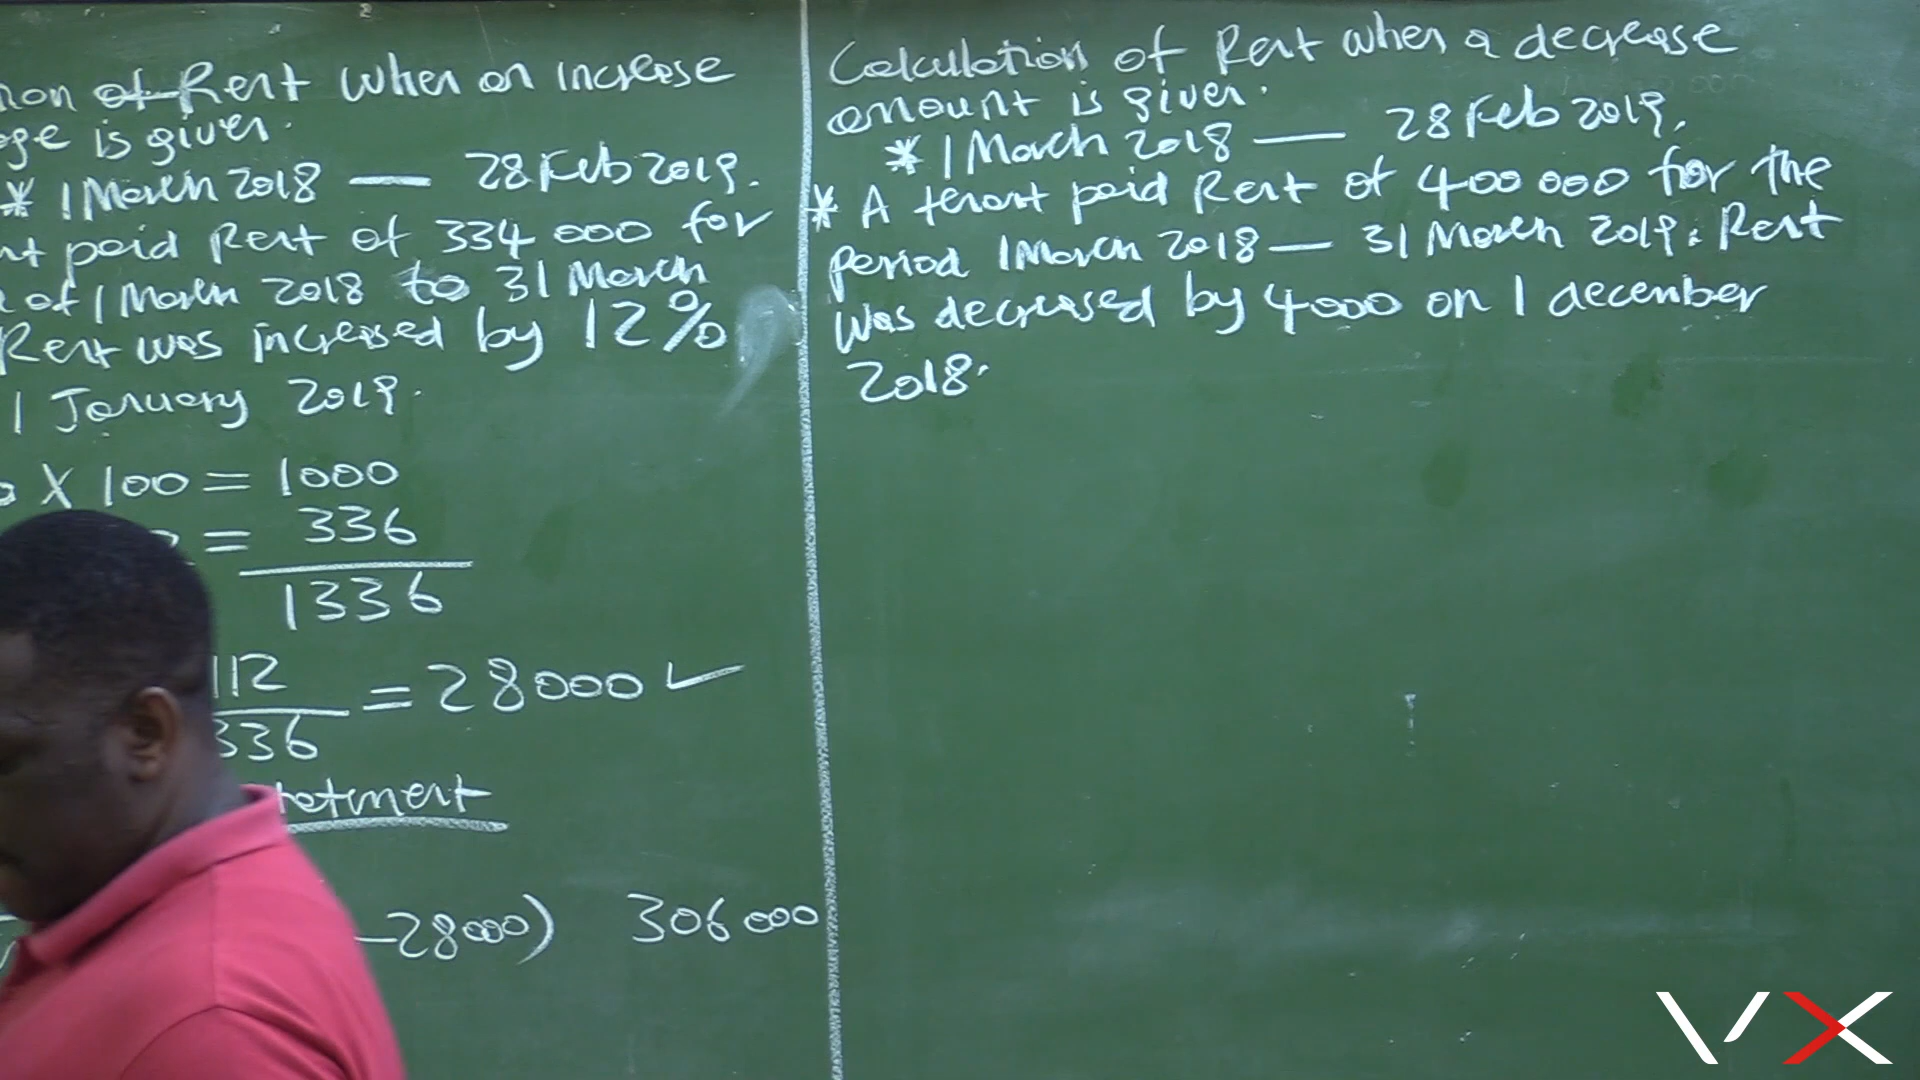 ion of Rent when an increase
age is given.
* 1 March 2018 — 28 Feb 2019.
nt paid Rent of 334 000 for
of 1 March 2018 to 31 March
Rent was increased by 12%
1 January 2019.
X 100 = 1000
= 336
1336
112
= 28000 ✓
336
tatment
-28000) 306 000
Calculation of Rent when a decrease
amount is given.
* 1 March 2018 — 28 Feb 2019.
* A tenant paid Rent of 400 000 for the
period 1 March 2018 — 31 March 2019. Rent
was decreased by 4000 on 1 december
2018.
VX